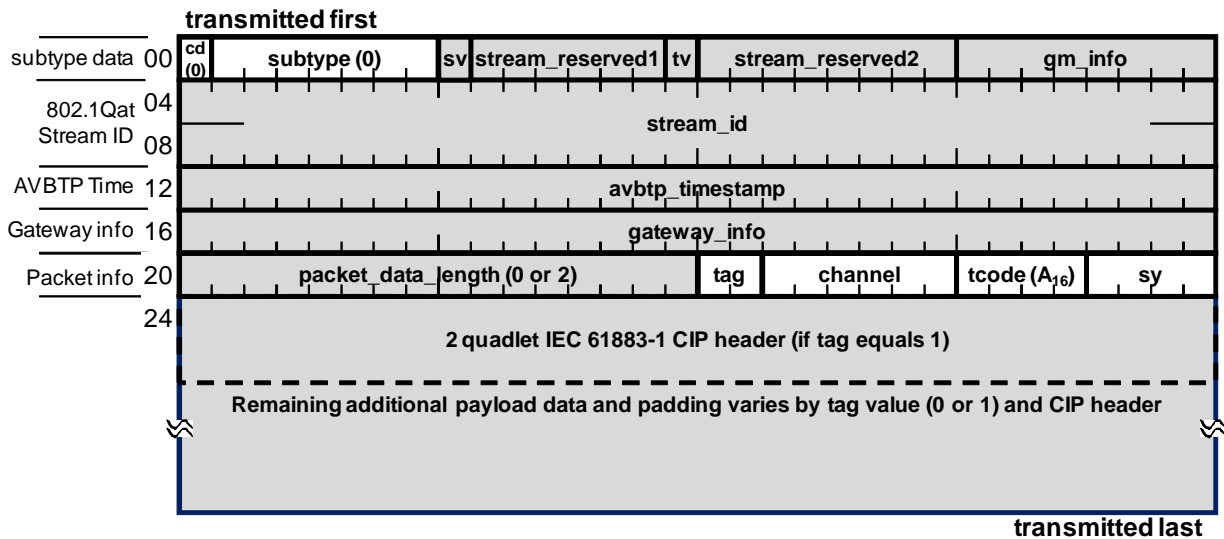 transmitted first
subtype data 00 cd (0) subtype (0) sv stream_reserved1 tv stream_reserved2 gm_info
802.1Qat Stream ID 04
08 stream_id
AVBTP Time 12 avbtp_timestamp
Gateway info 16 gateway_info
Packet info 20 packet_data_length (0 or 2) tag channel tcode (A₁₆) sy
24
2 quadlet IEC 61883-1 CIP header (if tag equals 1)
Remaining additional payload data and padding varies by tag value (0 or 1) and CIP header
transmitted last